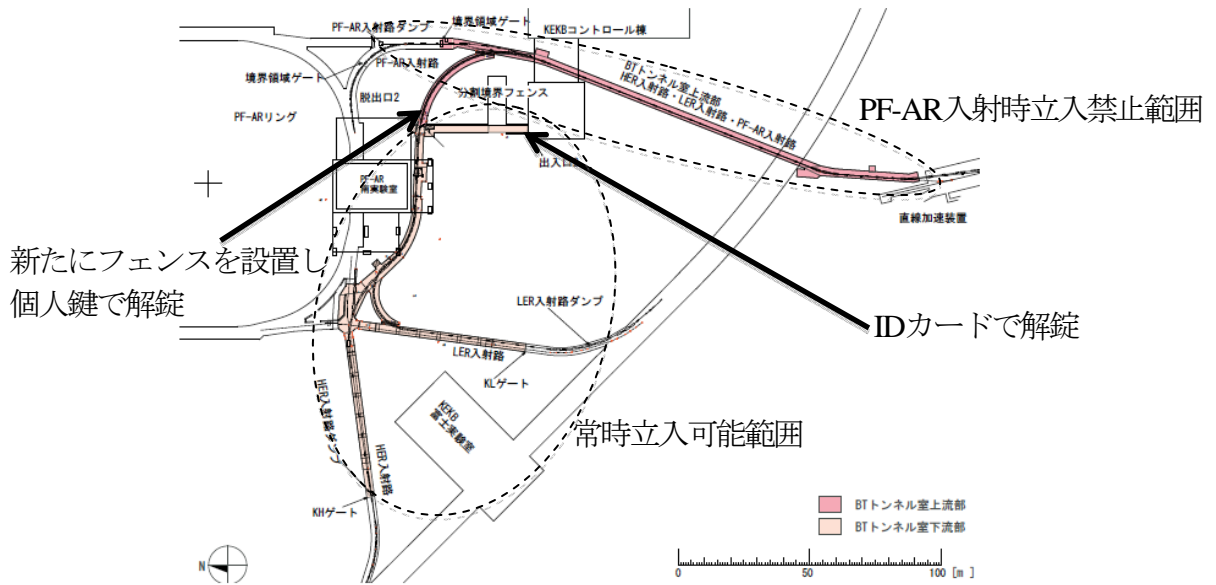 PF-AR入射路ダンプ
境界領域ゲート
KEKBコントロール棟
境界領域ゲート
PF-AR入射路
BTトンネル室上流部
HER入射路・LER入射路・PF-AR入射路
脱出口2
分割境界フェンス
PF-ARリング
PF-AR入射時立入禁止範囲
出入口
PF-AR
南実験室
直線加速装置
新たにフェンスを設置し
個人鍵で解錠
LER入射路ダンプ
IDカードで解錠
LER入射路
KLゲート
HER入射路ダンプ
KEKB
富士実験室
常時立入可能範囲
HER入射路
KHゲート
BTトンネル室上流部
BTトンネル室下流部
N
0
50
100 [m]